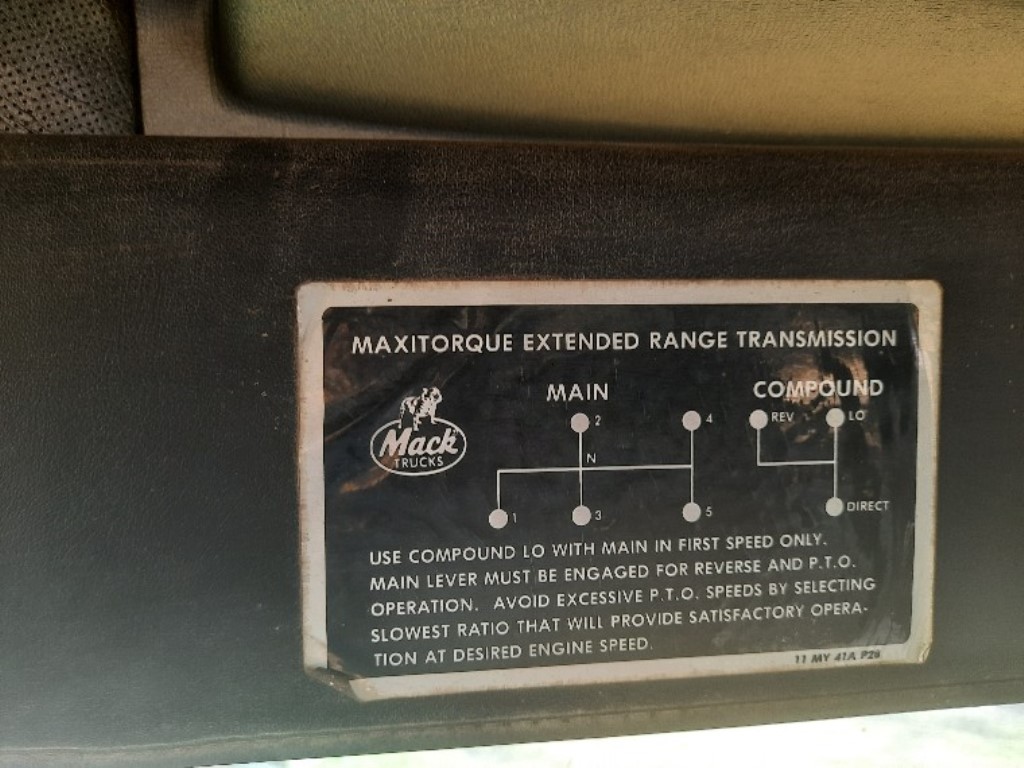 MAXITORQUE EXTENDED RANGE TRANSMISSION
MAIN
COMPOUND
2
4
REV
LO
Mack
TRUCKS
N
1
3
5
DIRECT
USE COMPOUND LO WITH MAIN IN FIRST SPEED ONLY.
MAIN LEVER MUST BE ENGAGED FOR REVERSE AND P.T.O.
OPERATION. AVOID EXCESSIVE P.T.O. SPEEDS BY SELECTING
SLOWEST RATIO THAT WILL PROVIDE SATISFACTORY OPERA-
TION AT DESIRED ENGINE SPEED.
11 MY 41A P28